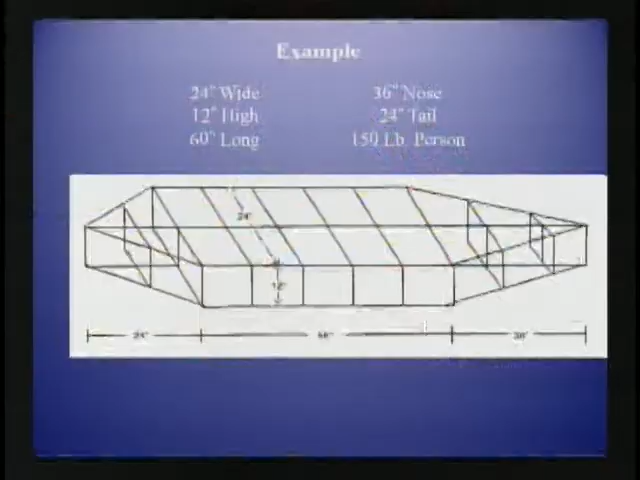 Example
24" Wide
36" Nose
12" High
24" Tail
60" Long
150 Lb. Person
24"
12"
24"
60"
36"